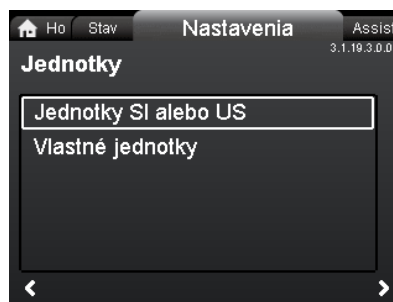 Ho Stav Nastavenia Assist
3.1.19.3.0.0
Jednotky
Jednotky SI alebo US
Vlastné jednotky